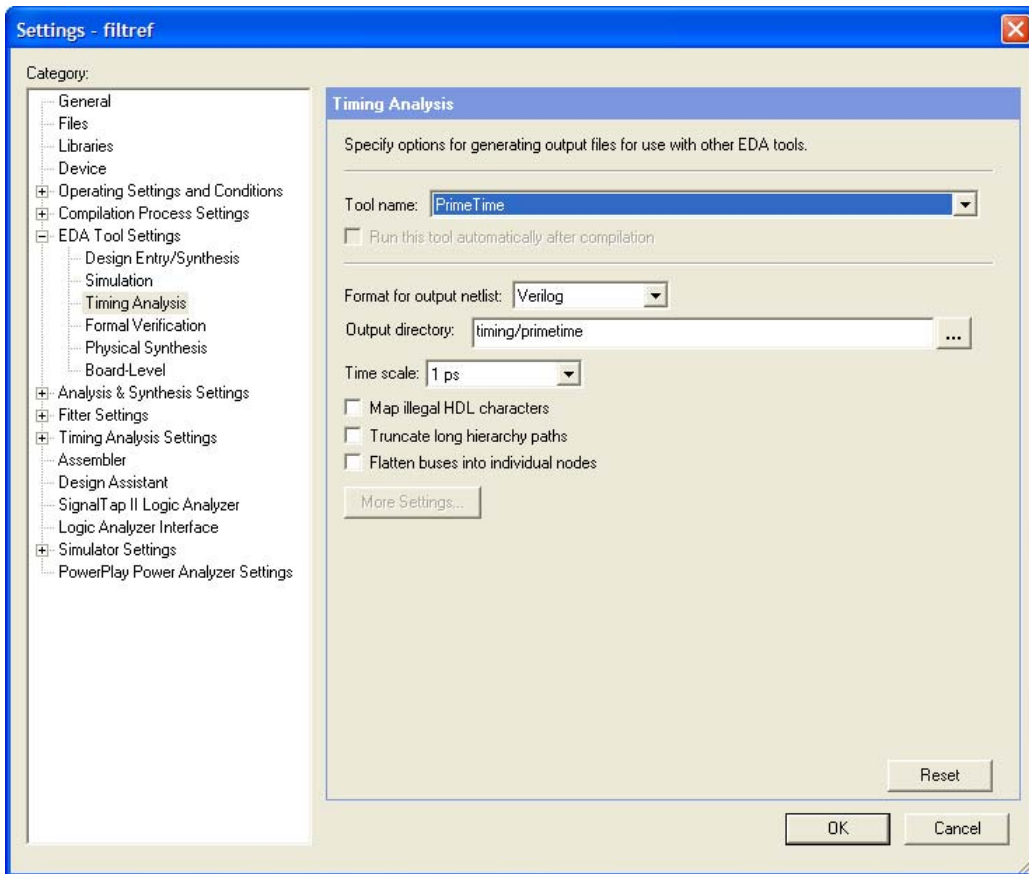 Settings - filtref
Category:
General
Files
Libraries
Device
Operating Settings and Conditions
Compilation Process Settings
EDA Tool Settings
Design Entry/Synthesis
Simulation
Timing Analysis
Formal Verification
Physical Synthesis
Board-Level
Analysis & Synthesis Settings
Fitter Settings
Timing Analysis Settings
Assembler
Design Assistant
SignalTap II Logic Analyzer
Logic Analyzer Interface
Simulator Settings
PowerPlay Power Analyzer Settings
Timing Analysis
Specify options for generating output files for use with other EDA tools.
Tool name: PrimeTime
Run this tool automatically after compilation
Format for output netlist: Verilog
Output directory: timing/primetime ...
Time scale: 1 ps
Map illegal HDL characters
Truncate long hierarchy paths
Flatten buses into individual nodes
More Settings...
Reset
OK Cancel